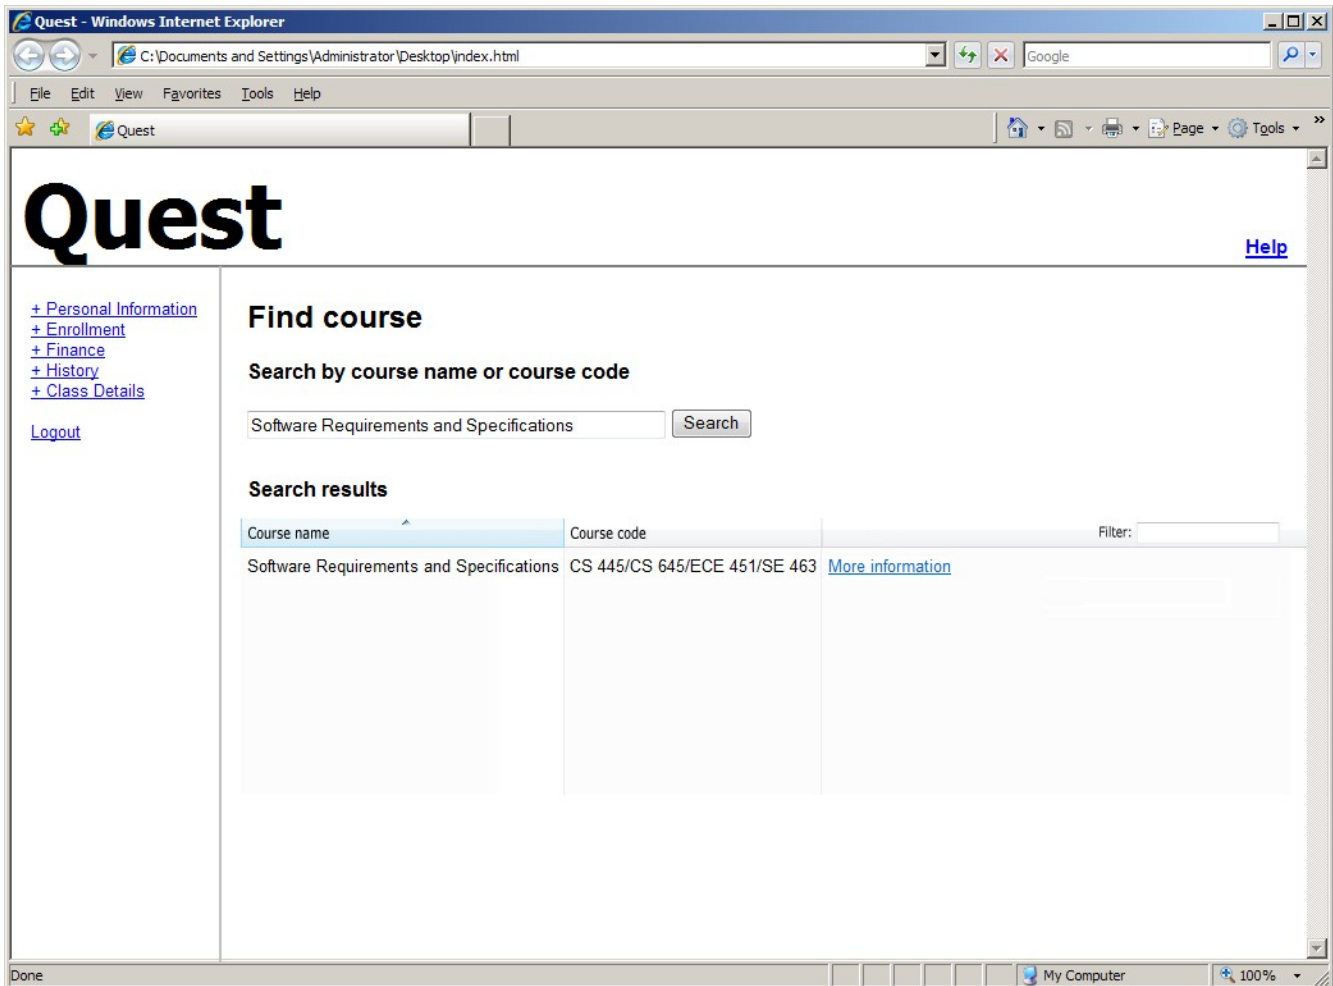 Quest - Windows Internet Explorer
C:\Documents and Settings\Administrator\Desktop\index.html
Google
File Edit View Favorites Tools Help
Quest
Page Tools »
Quest
Help
+ Personal Information
+ Enrollment
+ Finance
+ History
+ Class Details
Logout
Find course
Search by course name or course code
Software Requirements and Specifications Search
Search results
Course name Course code Filter:
Software Requirements and Specifications CS 445/CS 645/ECE 451/SE 463 More information
Done My Computer 100%